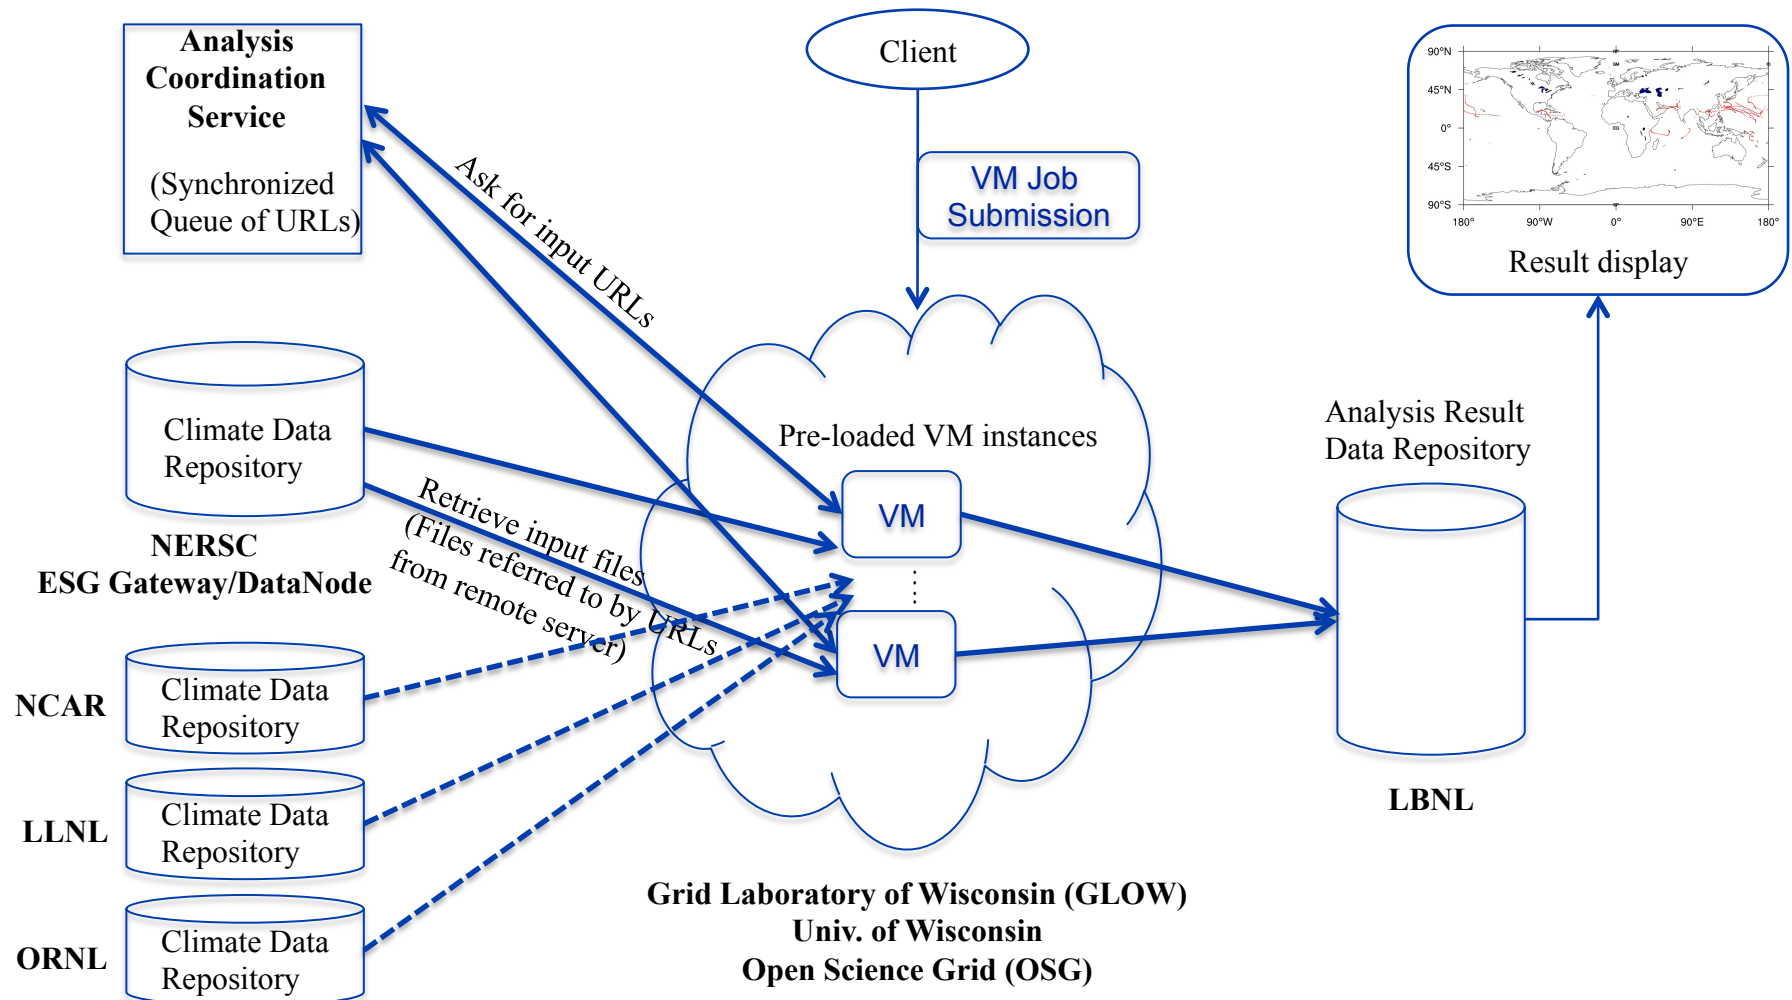 Analysis
Coordination
Service
(Synchronized
Queue of URLs)
Client
VM Job
Submission
90°N
45°N
0°
45°S
90°S
180°
90°W
0°
90°E
180°
Result display
Ask for input URLs
Climate Data
Repository
NERSC
ESG Gateway/DataNode
Retrieve input files
(Files referred to by URLs
from remote server)
Pre-loaded VM instances
VM
VM
Analysis Result
Data Repository
LBNL
NCAR
Climate Data
Repository
LLNL
Climate Data
Repository
ORNL
Climate Data
Repository
Grid Laboratory of Wisconsin (GLOW)
Univ. of Wisconsin
Open Science Grid (OSG)